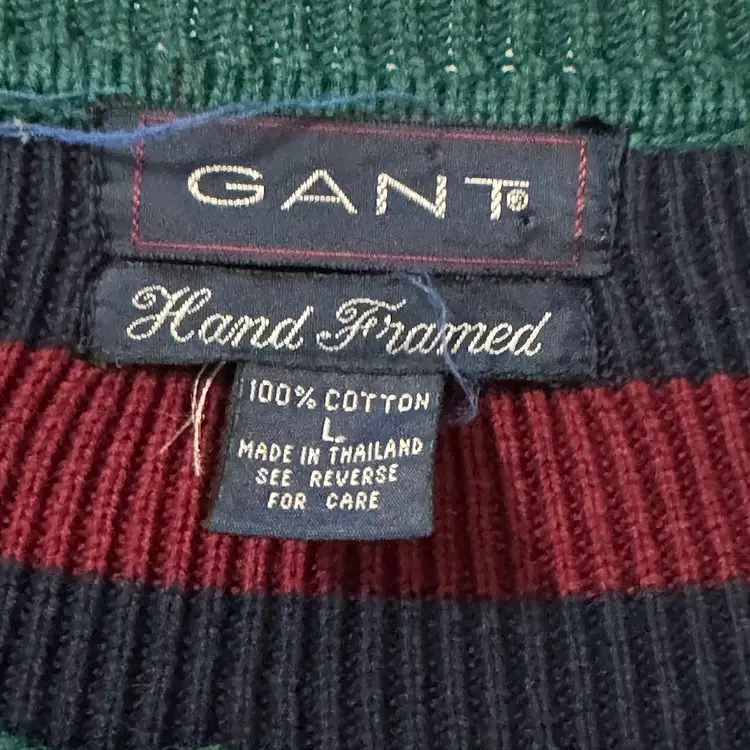 GANT®
Hand Framed
100% COTTON
L
MADE IN THAILAND
SEE REVERSE
FOR CARE